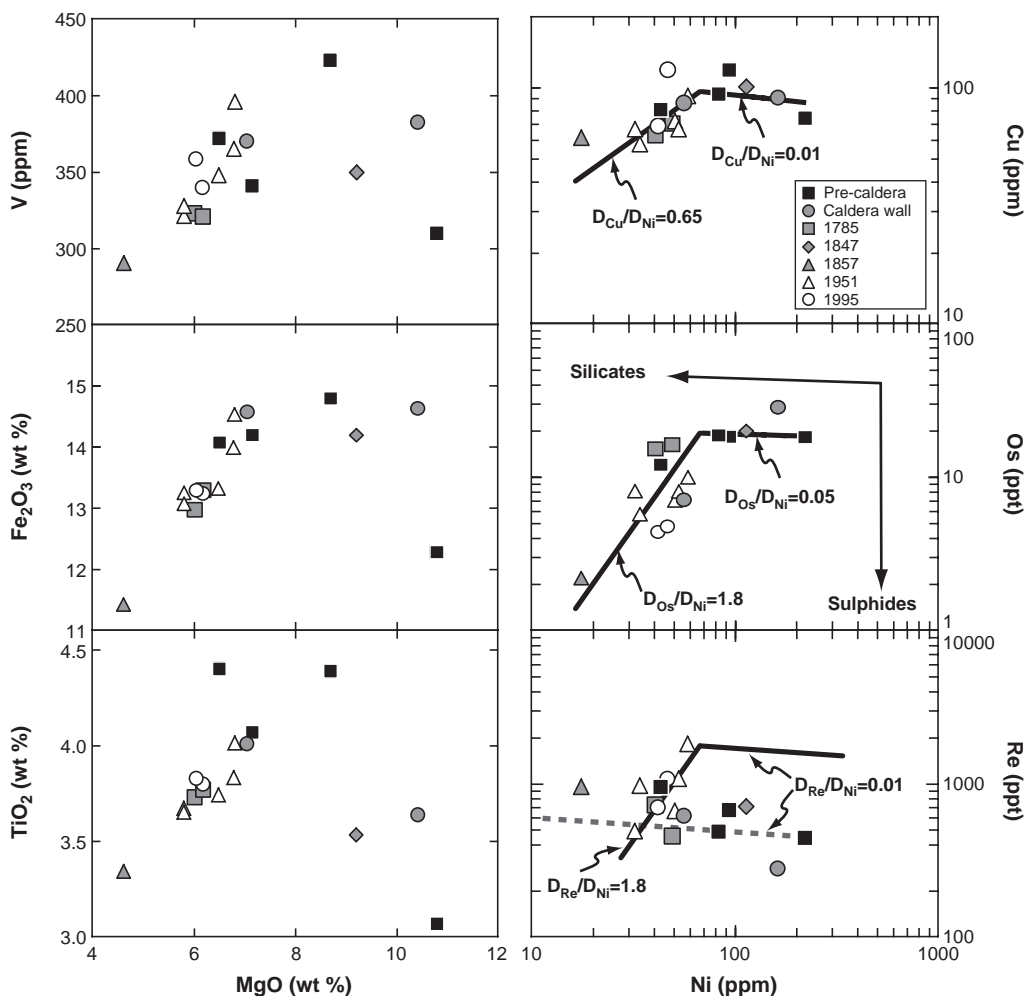 450
400
350
300
250
V (ppm)
15
14
13
12
11
Fe2O3 (wt %)
4.5
4.0
3.5
3.0
TiO2 (wt %)
4
6
8
10
12
MgO (wt %)
100
10
Cu (ppm)
DCu/DNi=0.01
DCu/DNi=0.65
Pre-caldera
Caldera wall
1785
1847
1857
1951
1995
100
10
1
Os (ppt)
Silicates
DOs/DNi=0.05
DOs/DNi=1.8
Sulphides
10000
1000
100
Re (ppt)
DRe/DNi=0.01
DRe/DNi=1.8
10
100
1000
Ni (ppm)